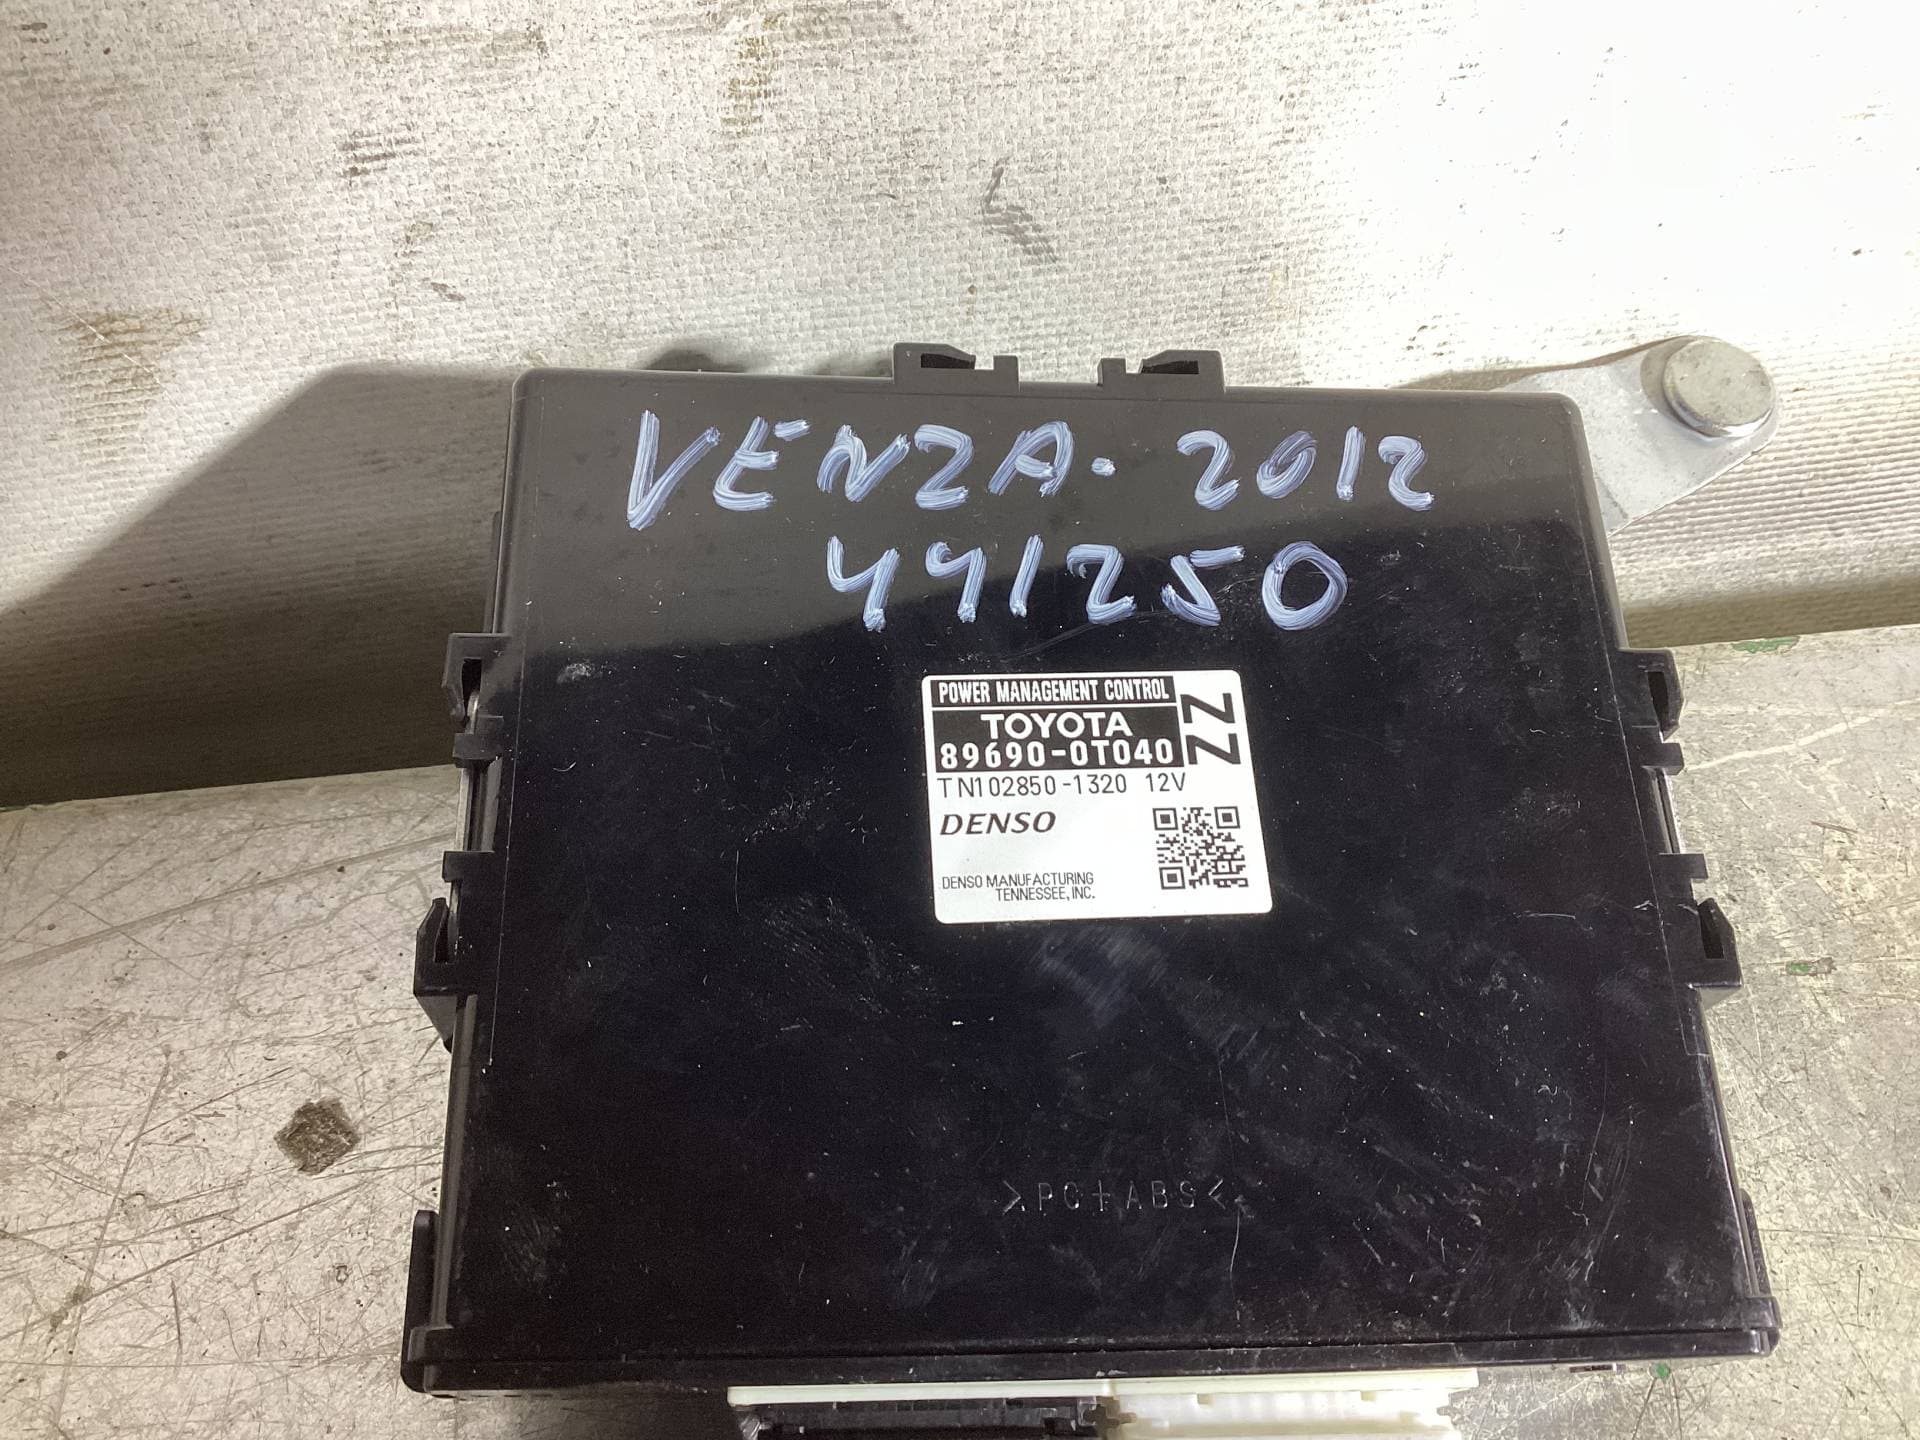 VENZA. 2012
441250
POWER MANAGEMENT CONTROL
TOYOTA
ZZ
89690-0T040
TN102850-1320 12V
DENSO
DENSO MANUFACTURING
TENNESSEE, INC.
>PC+ABS<